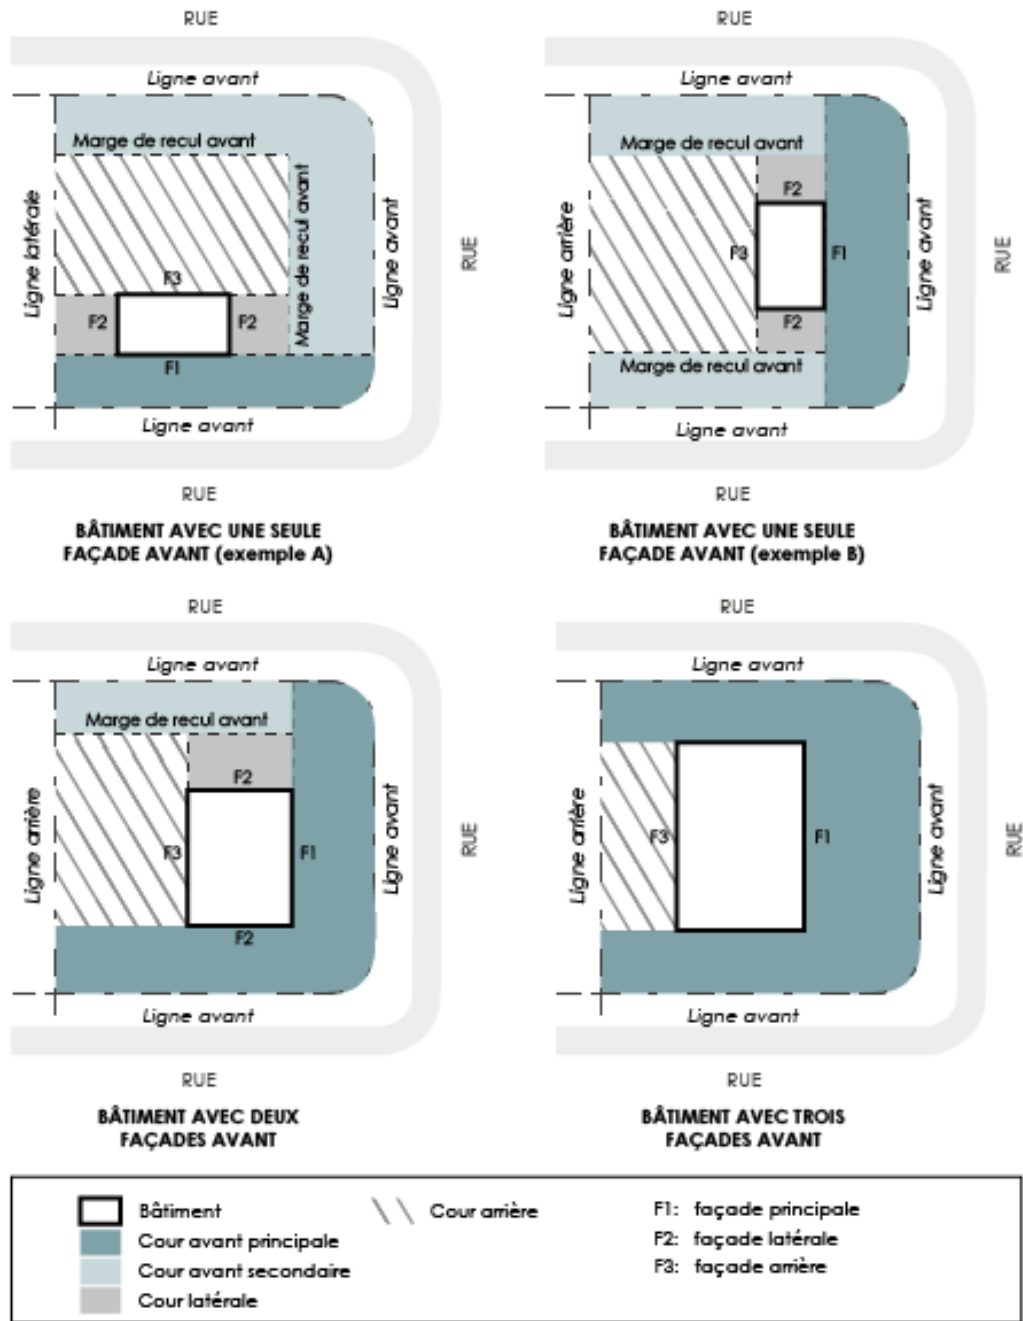 RUE
Ligne avant
Marge de recul avant
Ligne latérale
Marge de recul avant
Ligne avant
RUE
F3
F2
F2
F1
Ligne avant
RUE
BÂTIMENT AVEC UNE SEULE
FAÇADE AVANT (exemple A)
RUE
Ligne avant
Marge de recul avant
F2
Ligne arrière
F3
F1
Ligne avant
RUE
F2
Marge de recul avant
Ligne avant
RUE
BÂTIMENT AVEC UNE SEULE
FAÇADE AVANT (exemple B)
RUE
Ligne avant
Marge de recul avant
F2
Ligne arrière
F3
F1
Ligne avant
RUE
F2
Ligne avant
RUE
BÂTIMENT AVEC DEUX
FAÇADES AVANT
RUE
Ligne avant
Ligne arrière
F3
F1
Ligne avant
RUE
Ligne avant
RUE
BÂTIMENT AVEC TROIS
FAÇADES AVANT
Bâtiment
Cour avant principale
Cour avant secondaire
Cour latérale
Cour arrière
F1: façade principale
F2: façade latérale
F3: façade arrière